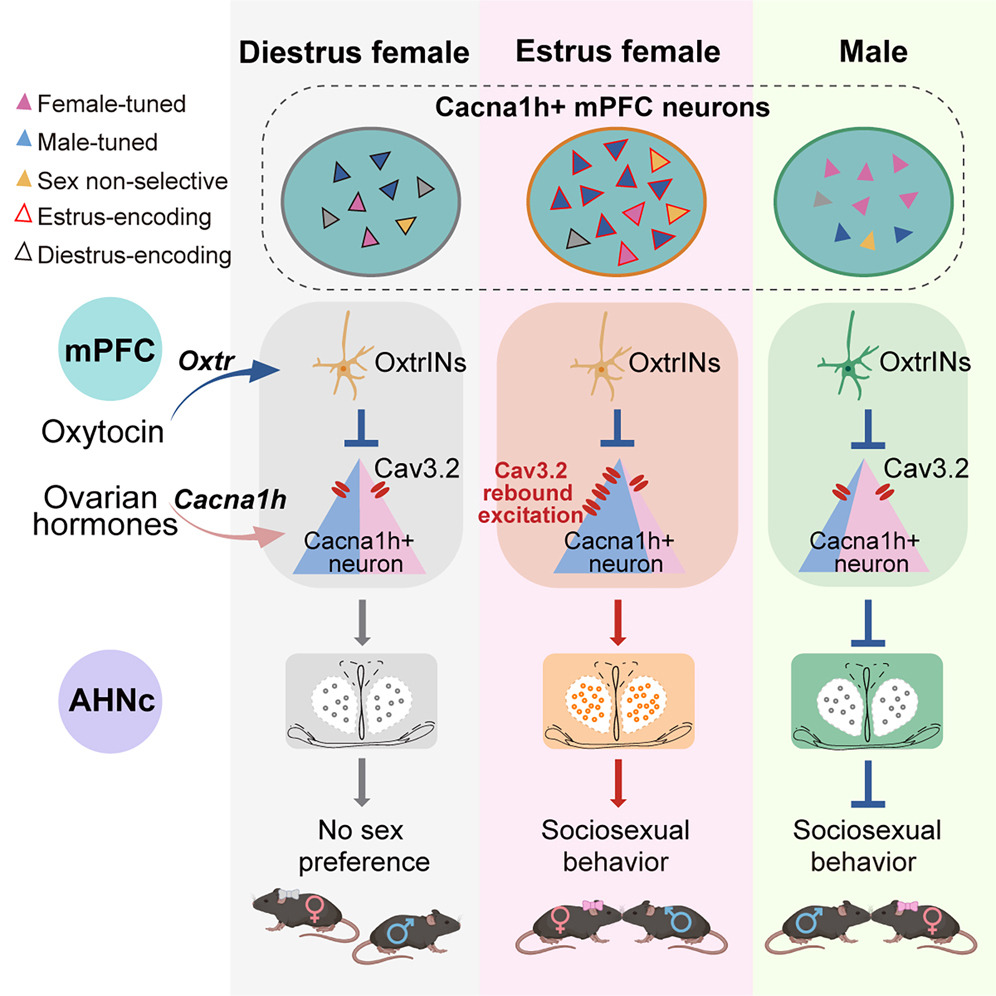 Diestrus female
Estrus female
Male
Cacna1h+ mPFC neurons
Female-tuned
Male-tuned
Sex non-selective
Estrus-encoding
Diestrus-encoding
mPFC
Oxtr
Oxytocin
Ovarian
hormones
Cacna1h
OxtrINs
Cav3.2
Cacna1h+
neuron
OxtrINs
Cav3.2
rebound
excitation
Cacna1h+
neuron
OxtrINs
Cav3.2
Cacna1h+
neuron
AHNc
No sex
preference
Sociosexual
behavior
Sociosexual
behavior
♀
♂
♀
♂
♂
♀